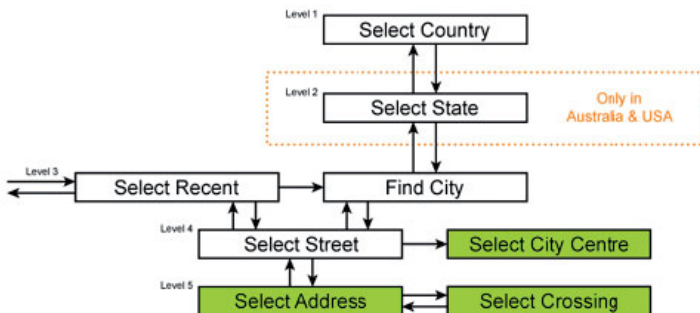 Level 1
Select Country
Level 2
Select State
Only in
Australia & USA
Level 3
Select Recent
Find City
Level 4
Select Street
Select City Centre
Level 5
Select Address
Select Crossing